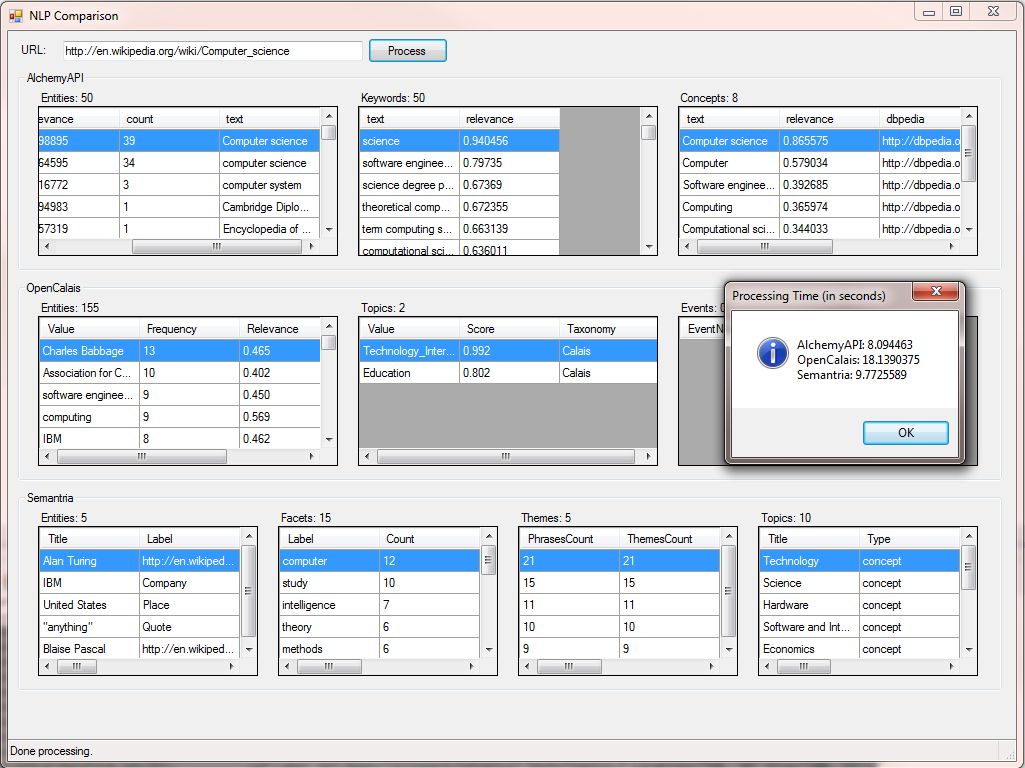 NLP Comparison
URL: http://en.wikipedia.org/wiki/Computer_science Process
AlchemyAPI
Entities: 50 Keywords: 50 Concepts: 8
evance count text text relevance text relevance dbpedia
98895 39 Computer science science 0.940456 Computer science 0.865575 http://dbpedia.o
64595 34 computer science software enginee... 0.79735 Computer 0.579034 http://dbpedia.o
16772 3 computer system science degree p... 0.67369 Software enginee... 0.392685 http://dbpedia.o
94983 1 Cambridge Diplo... theoretical comp... 0.672355 Computing 0.365974 http://dbpedia.o
57319 1 Encyclopedia of ... term computing s... 0.663139 Computational sci... 0.344033 http://dbpedia.o
computational sci... 0.636011
OpenCalais
Entities: 155 Topics: 2 Events:
Value Frequency Relevance Value Score Taxonomy EventN
Charles Babbage 13 0.465 Technology_Inter... 0.992 Calais
Association for C... 10 0.402 Education 0.802 Calais
software enginee... 9 0.450
computing 9 0.569
IBM 8 0.462
Processing Time (in seconds)
AlchemyAPI: 8.094463
OpenCalais: 18.1390375
Semantria: 9.7725589
OK
Semantria
Entities: 5 Facets: 15 Themes: 5 Topics: 10
Title Label Label Count PhrasesCount ThemesCount Title Type
Alan Turing http://en.wikiped... computer 12 21 21 Technology concept
IBM Company study 10 15 15 Science concept
United States Place intelligence 7 11 11 Hardware concept
"anything" Quote theory 6 10 10 Software and Int... concept
Blaise Pascal http://en.wikiped... methods 6 9 9 Economics concept
Done processing.